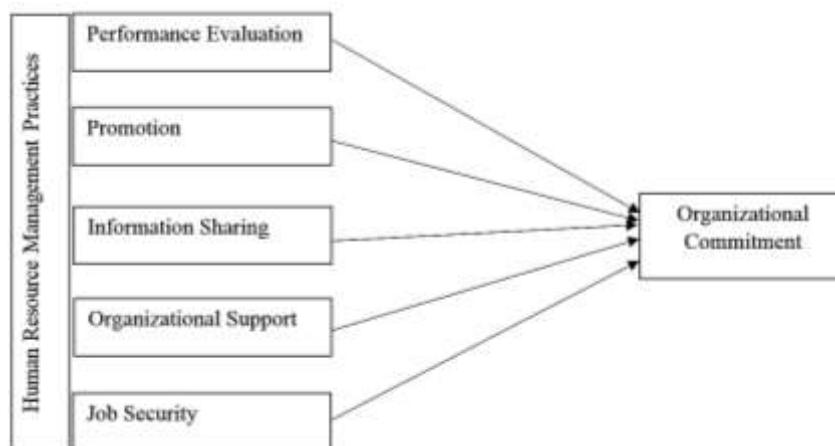 Human Resource Management Practices
Performance Evaluation
Promotion
Information Sharing
Organizational Support
Job Security
Organizational
Commitment